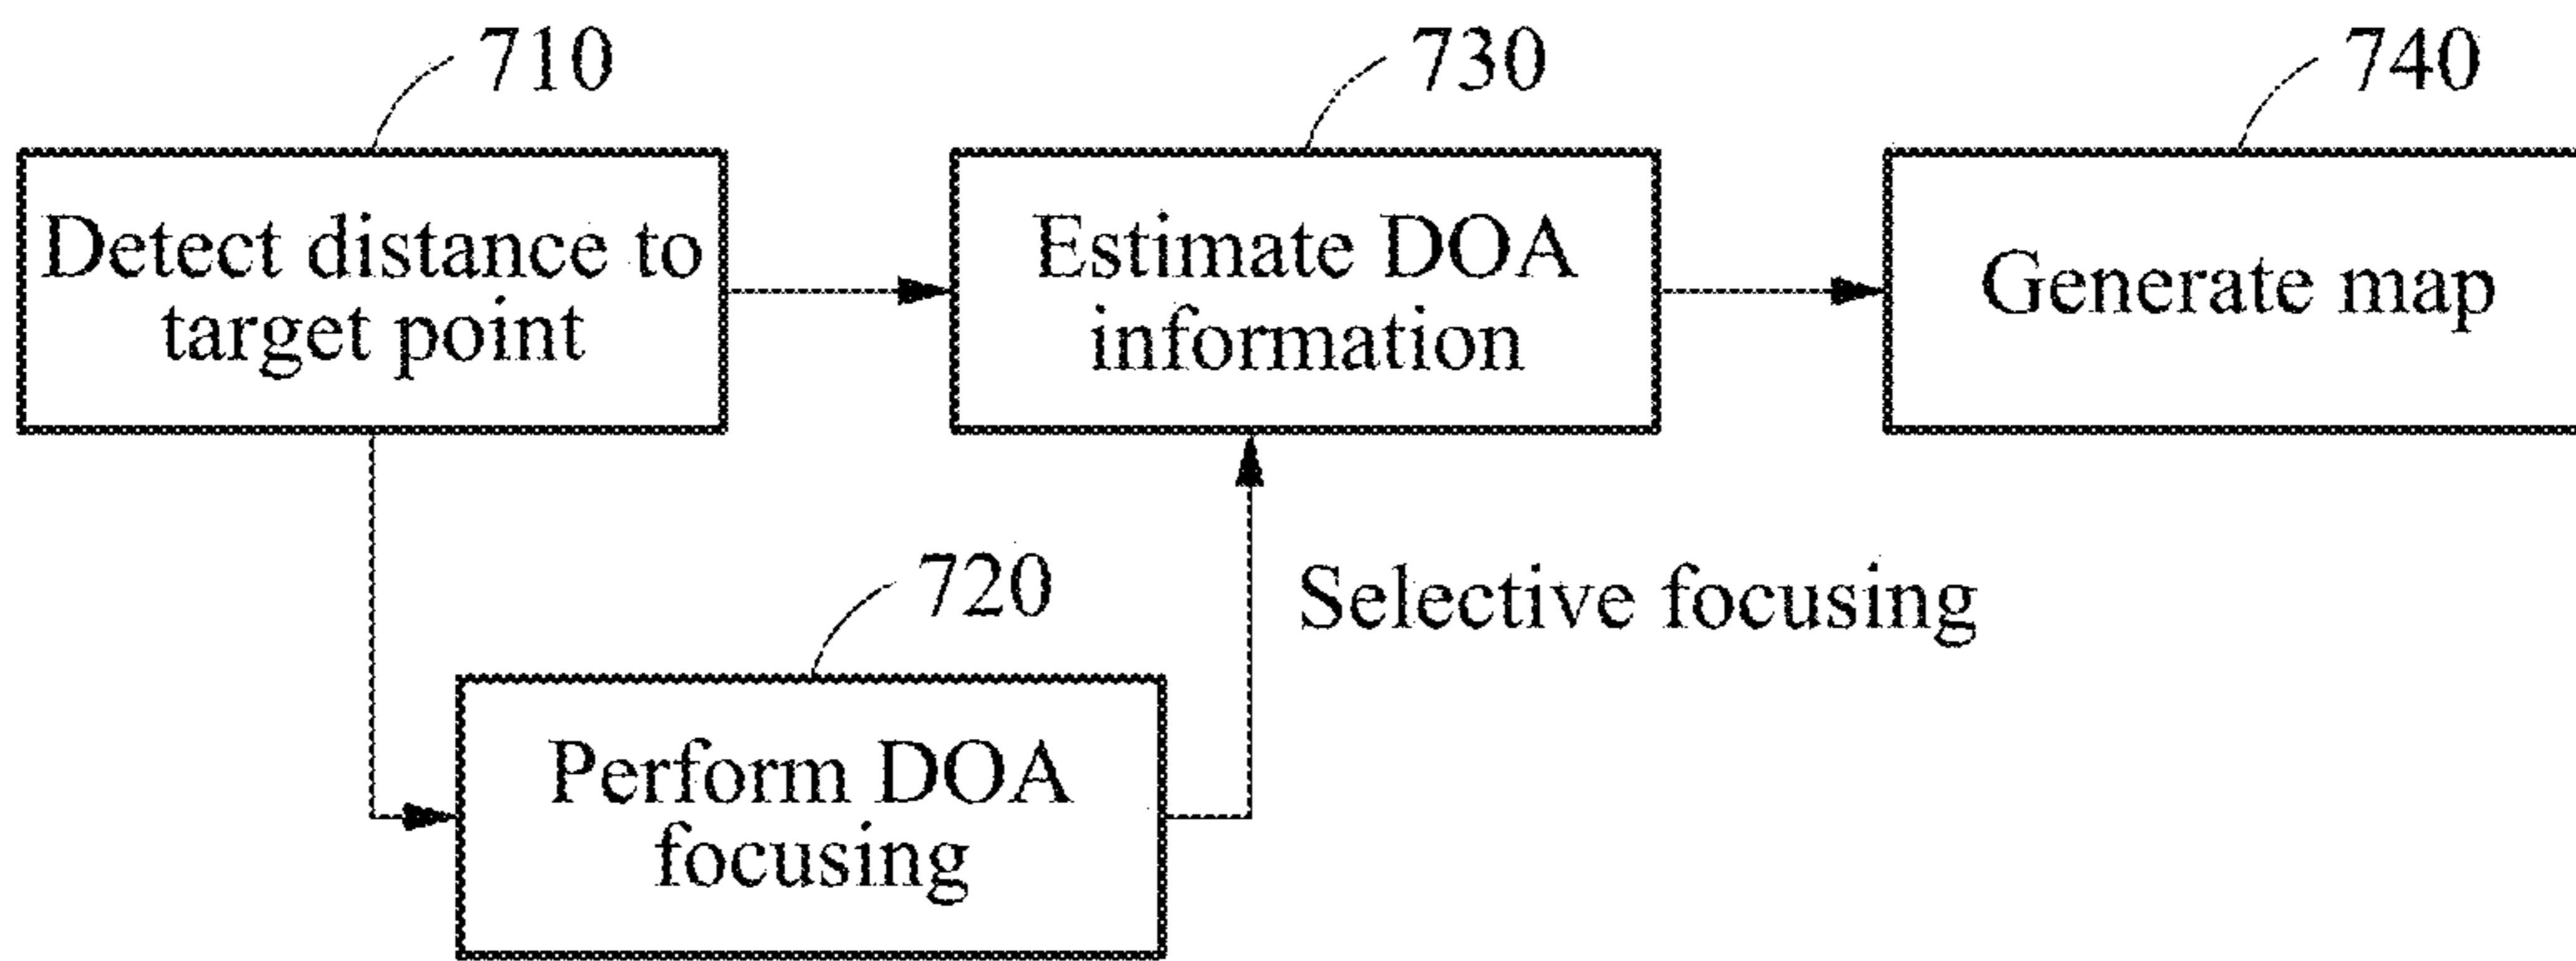 710
730
740
Detect distance to
target point
Estimate DOA
information
Generate map
720
Selective focusing
Perform DOA
focusing